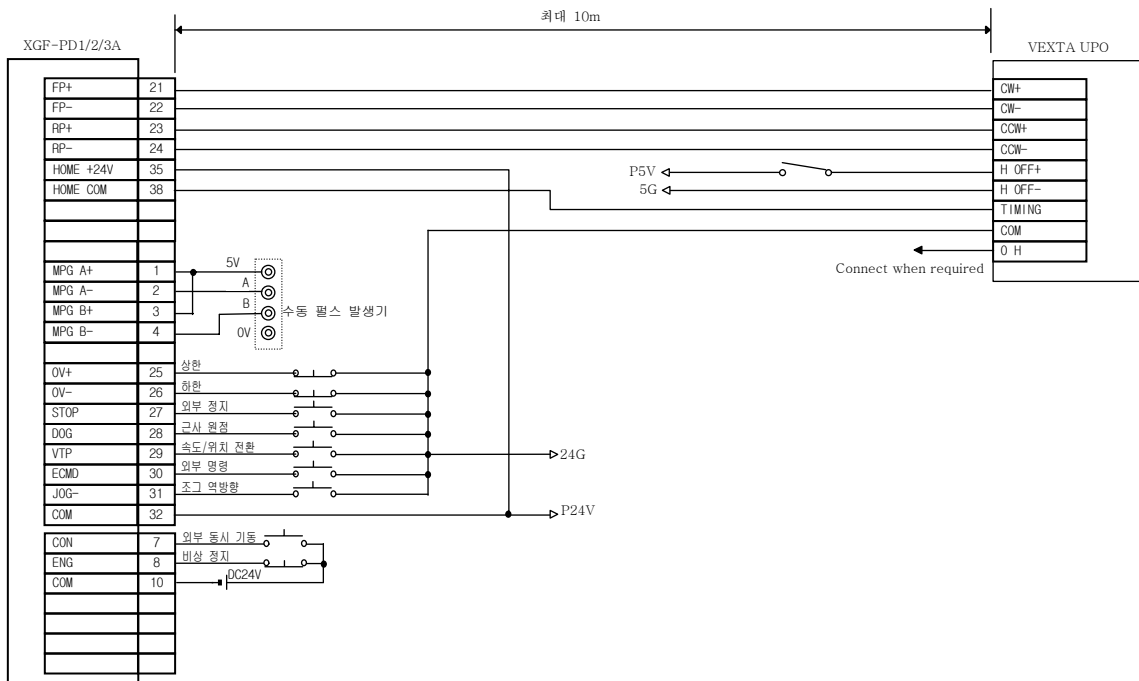 최대 10m
XGF-PD1/2/3A
VEXTA UPO
FP+ 21
FP- 22
RP+ 23
RP- 24
HOME +24V 35
HOME COM 38
CW+
CW-
CCW+
CCW-
H OFF+
H OFF-
TIMING
COM
O H
P5V
5G
Connect when required
MPG A+ 1
MPG A- 2
MPG B+ 3
MPG B- 4
5V
A
B
0V
수동 펄스 발생기
OV+ 25 상한
OV- 26 하한
STOP 27 외부 정지
DOG 28 근사 원점
VTP 29 속도/위치 전환
ECMD 30 외부 명령
JOG- 31 조그 역방향
COM 32
24G
P24V
CON 7 외부 동시 기동
ENG 8 비상 정지
COM 10 DC24V